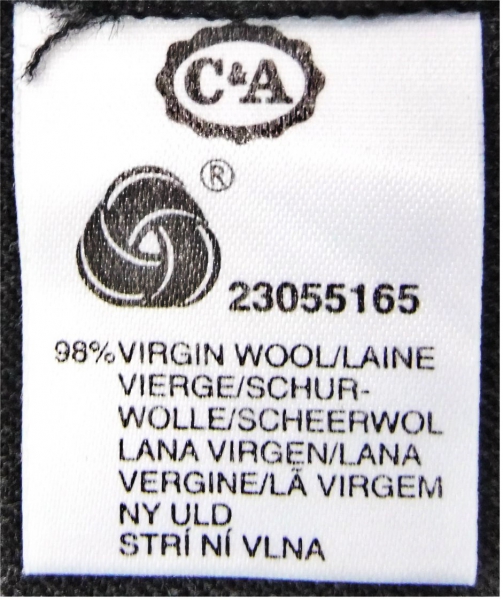 C&A
®
23055165
98% VIRGIN WOOL/LAINE
VIERGE/SCHUR-
WOLLE/SCHEERWOL
LANA VIRGEN/LANA
VERGINE/LÃ VIRGEM
NY ULD
STRÍ NÍ VLNA